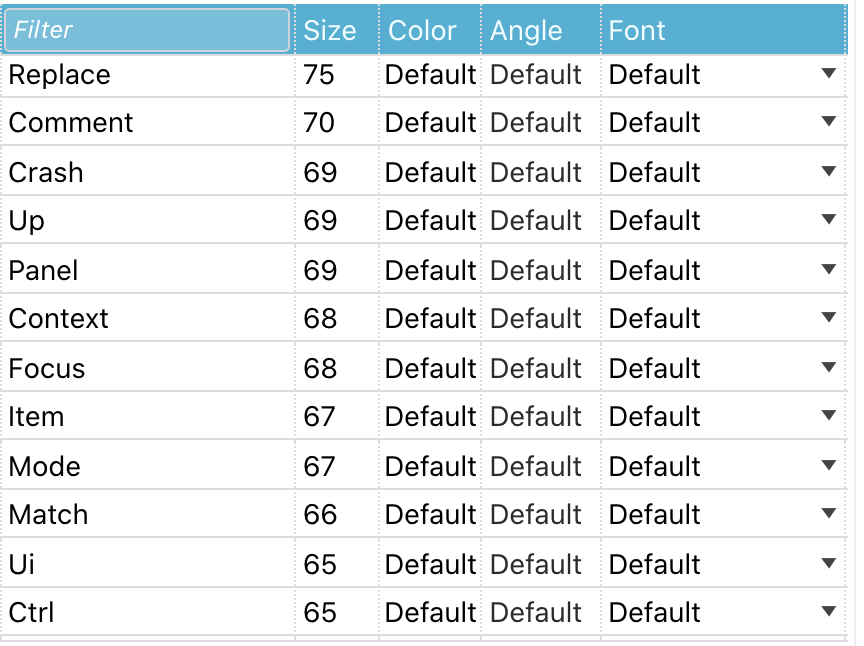 Filter Size Color Angle Font
Replace 75 Default Default Default
Comment 70 Default Default Default
Crash 69 Default Default Default
Up 69 Default Default Default
Panel 69 Default Default Default
Context 68 Default Default Default
Focus 68 Default Default Default
Item 67 Default Default Default
Mode 67 Default Default Default
Match 66 Default Default Default
Ui 65 Default Default Default
Ctrl 65 Default Default Default